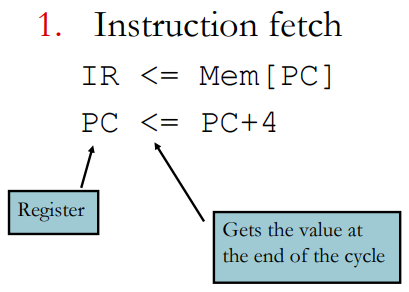 1. Instruction fetch
IR <= Mem[PC]
PC <= PC+4
Register
Gets the value at
the end of the cycle